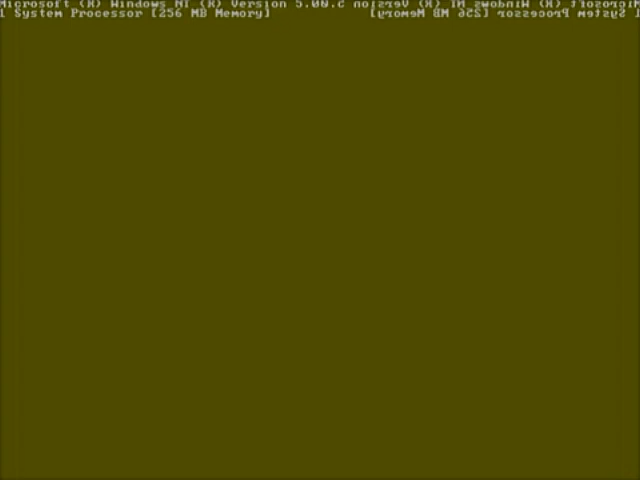 Microsoft (R) Windows NT (R) Version 5.00.
1 System Processor [256 MB Memory]